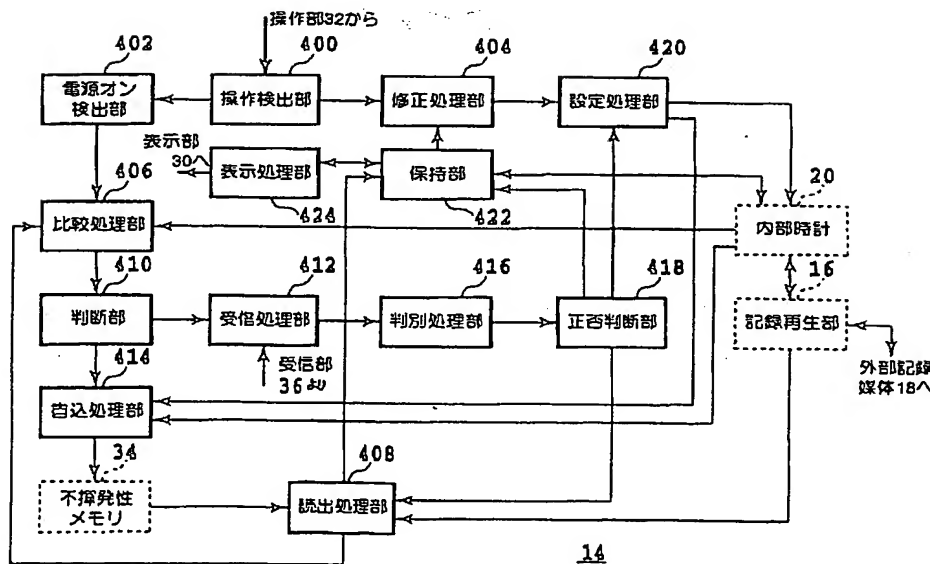 操作部32から
402
400
404
420
電源オン
検出部
操作検出部
修正処理部
設定処理部
表示部
30へ
表示処理部
424
保持部
422
406
比較処理部
20
内部時計
410
判断部
412
受信処理部
416
判別処理部
418
正否判断部
16
記録再生部
受信部
36より
外部記録
媒体18へ
414
書込処理部
34
不揮発性
メモリ
408
読出処理部
14